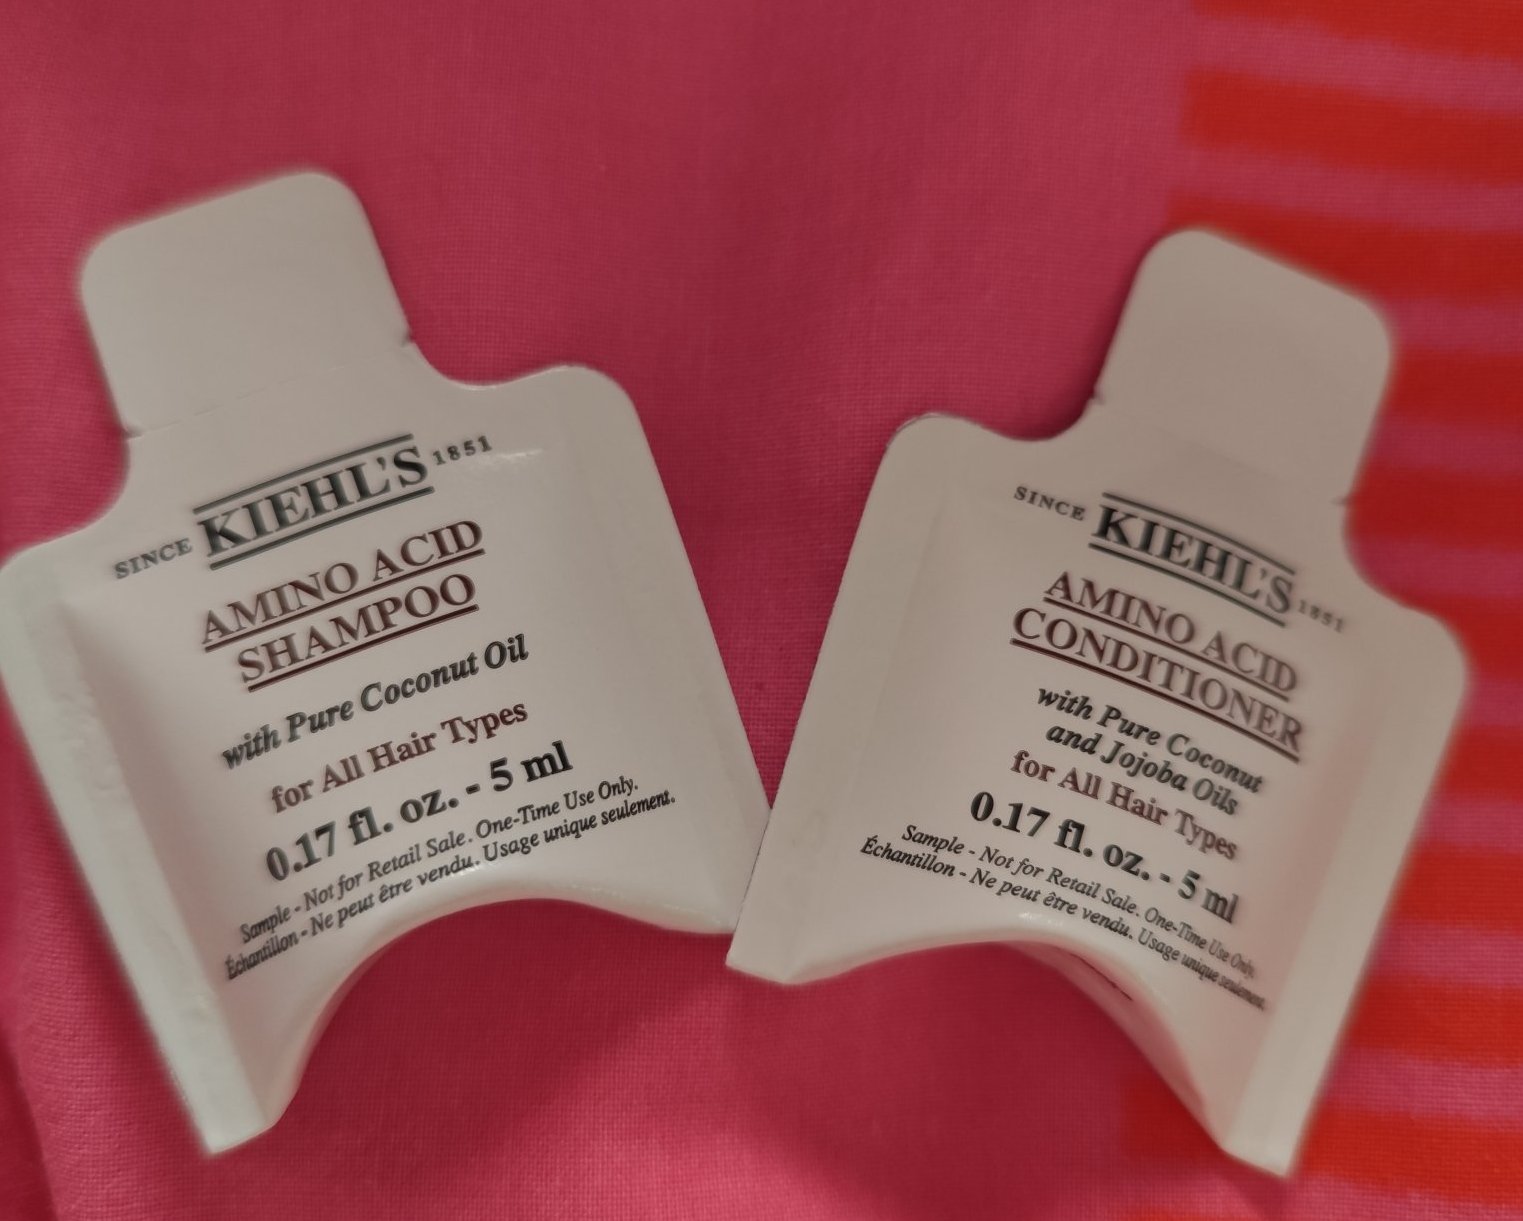 SINCE KIEHL'S 1851
AMINO ACID
SHAMPOO
with Pure Coconut Oil
for All Hair Types
0.17 fl. oz. - 5 ml
Sample - Not for Retail Sale. One-Time Use Only.
Échantillon - Ne peut être vendu. Usage unique seulement.
SINCE KIEHL'S 1851
AMINO ACID
CONDITIONER
with Pure Coconut
and Jojoba Oils
for All Hair Types
0.17 fl. oz. - 5 ml
Sample - Not for Retail Sale. One-Time Use Only.
Échantillon - Ne peut être vendu. Usage unique seulement.